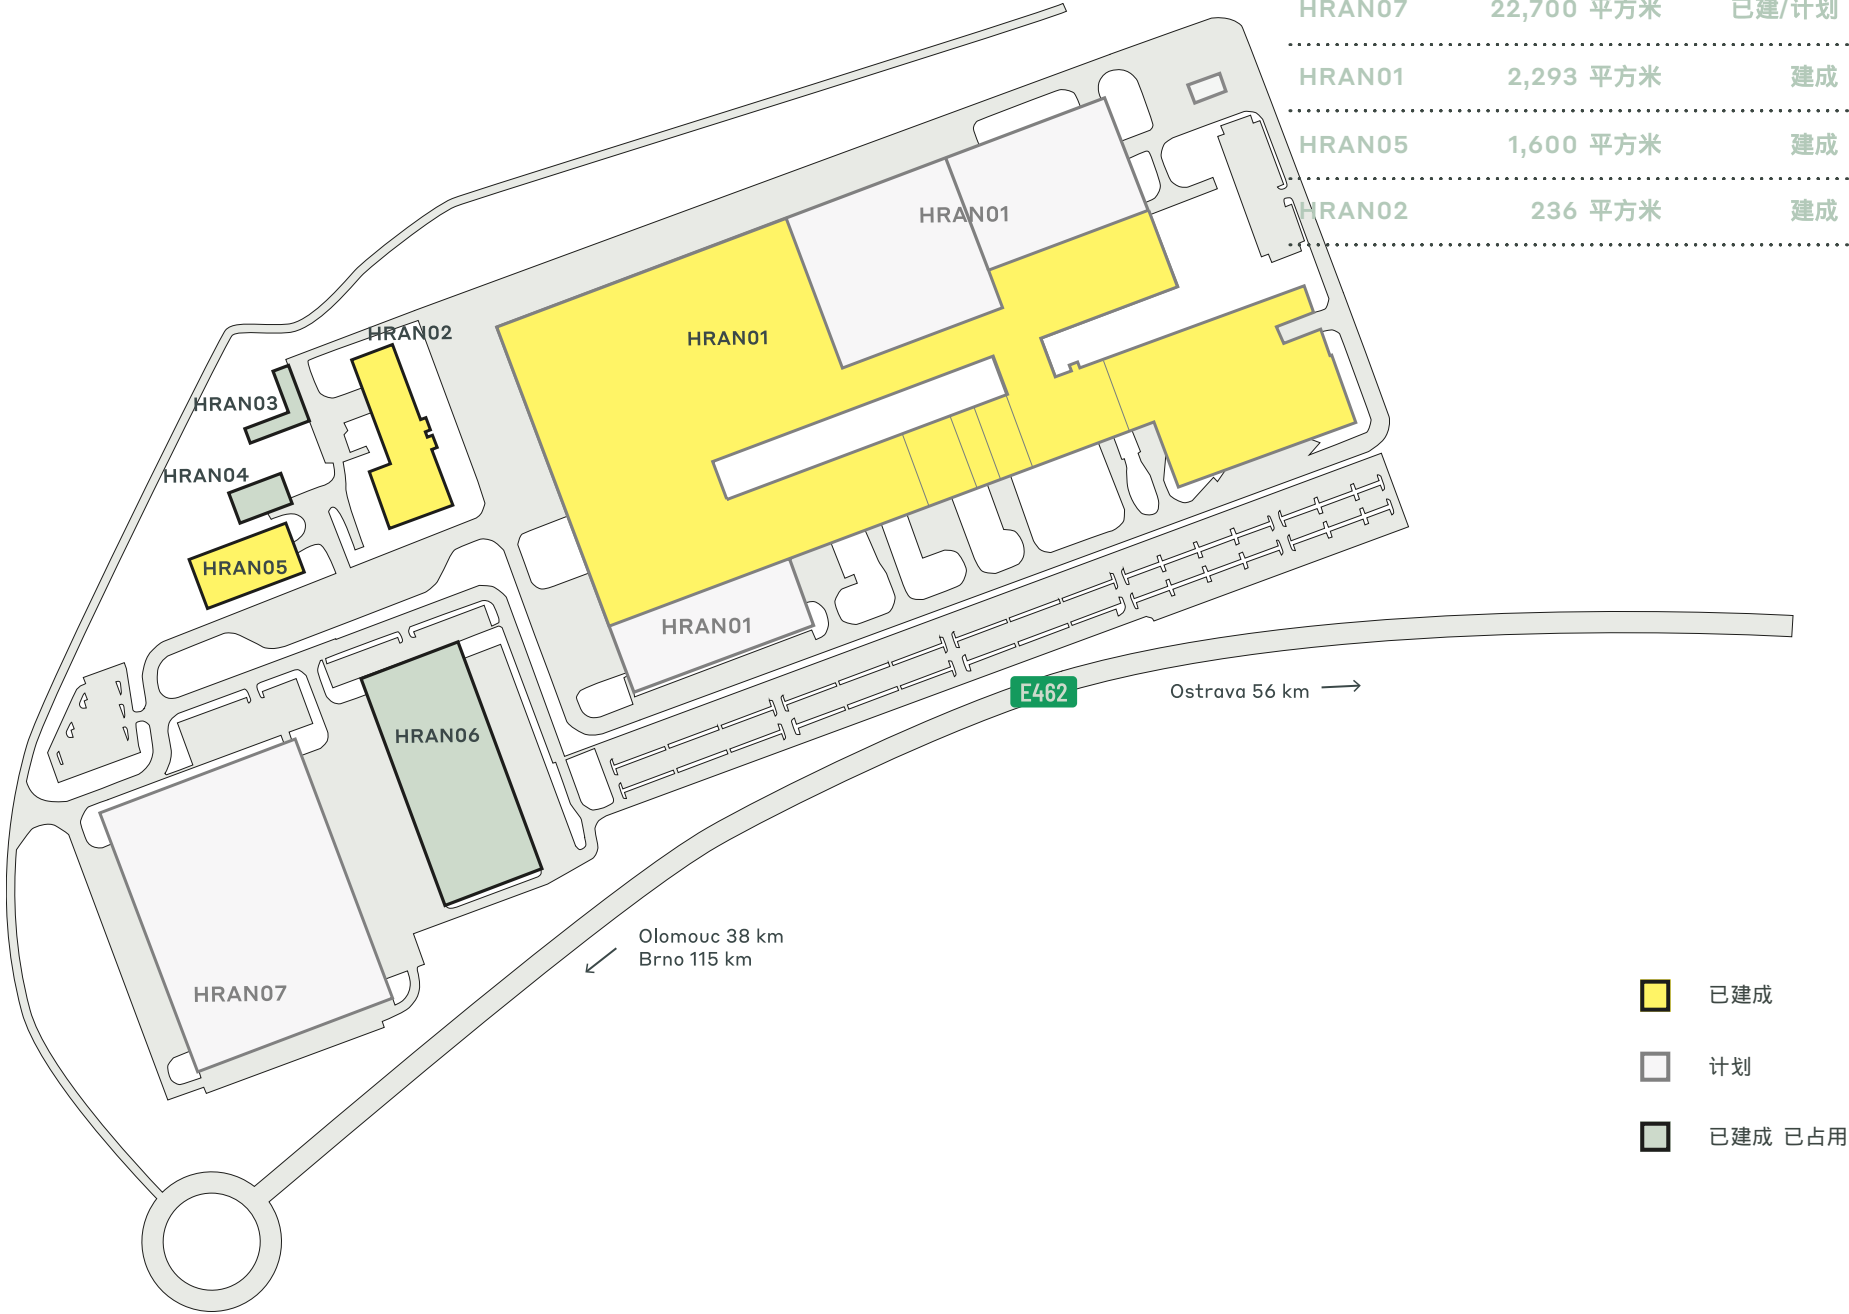 HRAN07 22,700 平方米 已建/计划
HRAN01 2,293 平方米 建成
HRAN05 1,600 平方米 建成
HRAN02 236 平方米 建成
HRAN01
HRAN01
HRAN02
HRAN03
HRAN04
HRAN05
HRAN01
E462
Ostrava 56 km
HRAN06
Olomouc 38 km
Brno 115 km
HRAN07
已建成
计划
已建成 已占用